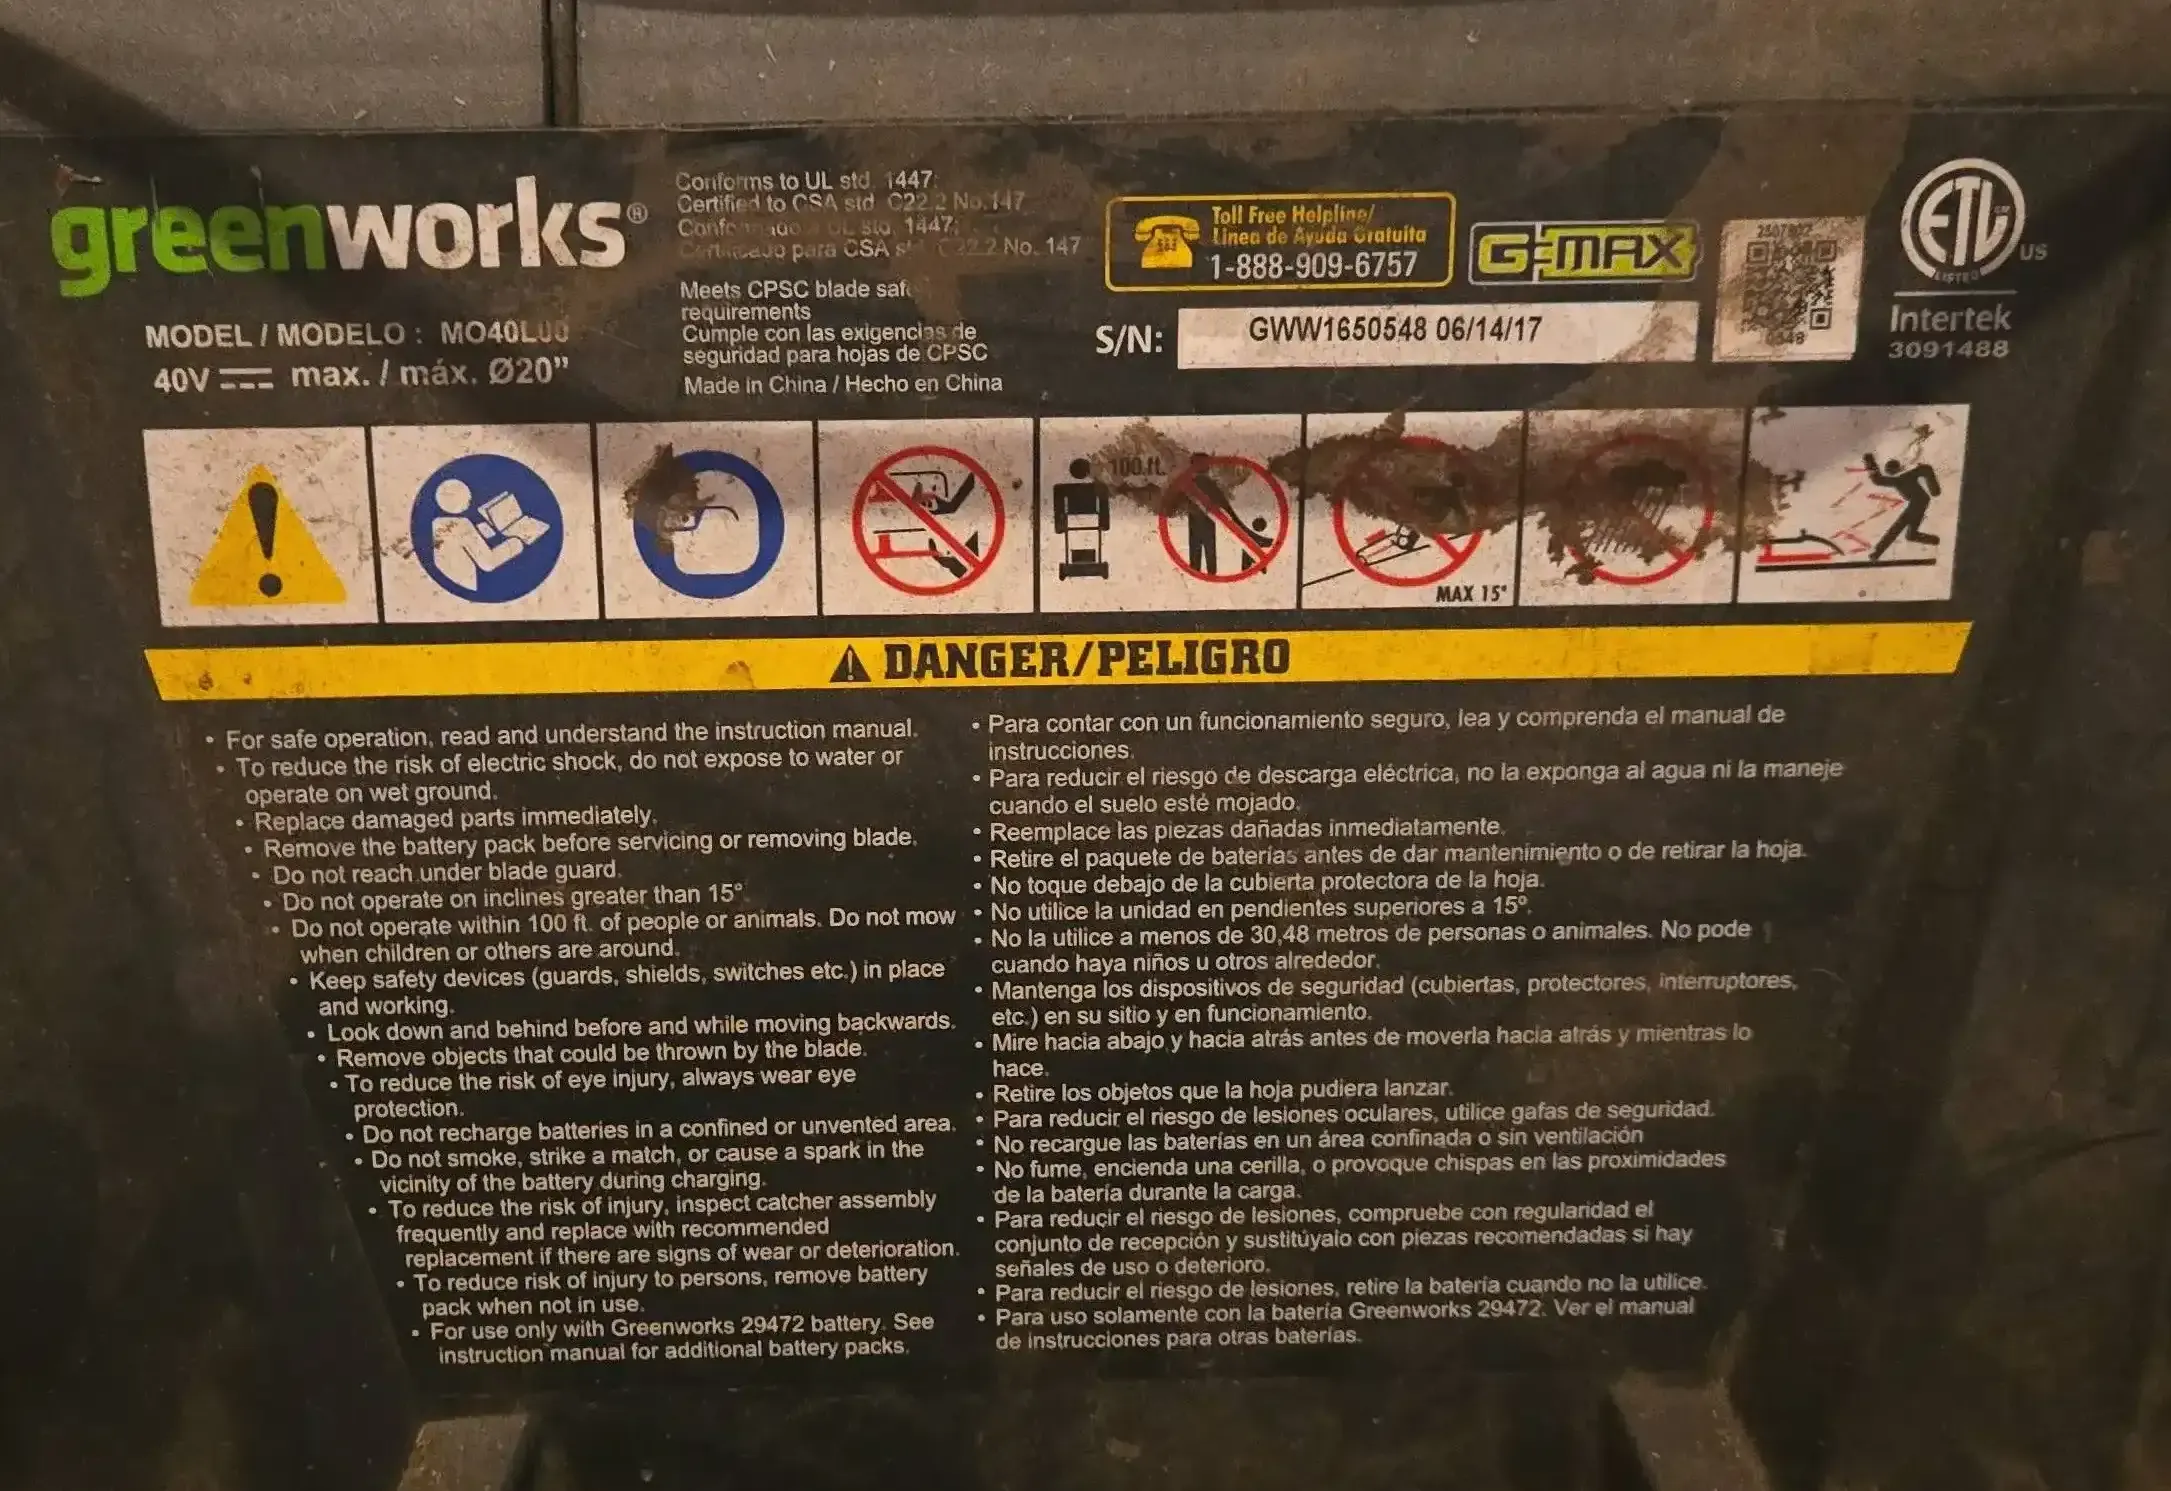 greenworks®
MODEL / MODELO : MO40L00
40V max. / máx. Ø20”
Conforms to UL std. 1447;
Certified to CSA std C22.2 No.147
1447;
para CSA No. 147
Meets CPSC blade
requirements
Cumple con las exigencias de
seguridad para hojas de CPSC
Made in China / Hecho en China
Toll Free Helpline/
Linea de Ayuda Gratuita
1-888-909-6757
G-MAX
S/N:
GWW1650548 06/14/17
0548
ETL
LISTED
US
Intertek
3091488
100 ft.
MAX 15°
DANGER/PELIGRO
• For safe operation, read and understand the instruction manual.
• To reduce the risk of electric shock, do not expose to water or
operate on wet ground.
• Replace damaged parts immediately.
• Remove the battery pack before servicing or removing blade.
• Do not reach under blade guard.
• Do not operate on inclines greater than 15°.
• Do not operate within 100 ft. of people or animals. Do not mow
when children or others are around.
• Keep safety devices (guards, shields, switches etc.) in place
and working.
• Look down and behind before and while moving backwards.
• Remove objects that could be thrown by the blade.
• To reduce the risk of eye injury, always wear eye
protection.
• Do not recharge batteries in a confined or unvented area.
• Do not smoke, strike a match, or cause a spark in the
vicinity of the battery during charging.
• To reduce the risk of injury, inspect catcher assembly
frequently and replace with recommended
replacement if there are signs of wear or deterioration.
• To reduce risk of injury to persons, remove battery
pack when not in use.
• For use only with Greenworks 29472 battery. See
instruction manual for additional battery packs.
• Para contar con un funcionamiento seguro, lea y comprenda el manual de
instrucciones.
• Para reducir el riesgo de descarga eléctrica, no la exponga al agua ni la maneje
cuando el suelo esté mojado.
• Reemplace las piezas dañadas inmediatamente.
• Retire el paquete de baterías antes de dar mantenimiento o de retirar la hoja.
• No toque debajo de la cubierta protectora de la hoja.
• No utilice la unidad en pendientes superiores a 15°.
• No la utilice a menos de 30,48 metros de personas o animales. No pode
cuando haya niños u otros alrededor.
• Mantenga los dispositivos de seguridad (cubiertas, protectores, interruptores,
etc.) en su sitio y en funcionamiento.
• Mire hacia abajo y hacia atrás antes de moverla hacia atrás y mientras lo
hace.
• Retire los objetos que la hoja pudiera lanzar.
• Para reducir el riesgo de lesiones oculares, utilice gafas de seguridad.
• No recargue las baterías en un área confinada o sin ventilación
• No fume, encienda una cerilla, o provoque chispas en las proximidades
de la batería durante la carga.
• Para reducir el riesgo de lesiones, compruebe con regularidad el
conjunto de recepción y sustitúyalo con piezas recomendadas si hay
señales de uso o deterioro.
• Para reducir el riesgo de lesiones, retire la batería cuando no la utilice.
• Para uso solamente con la batería Greenworks 29472. Ver el manual
de instrucciones para otras baterías.